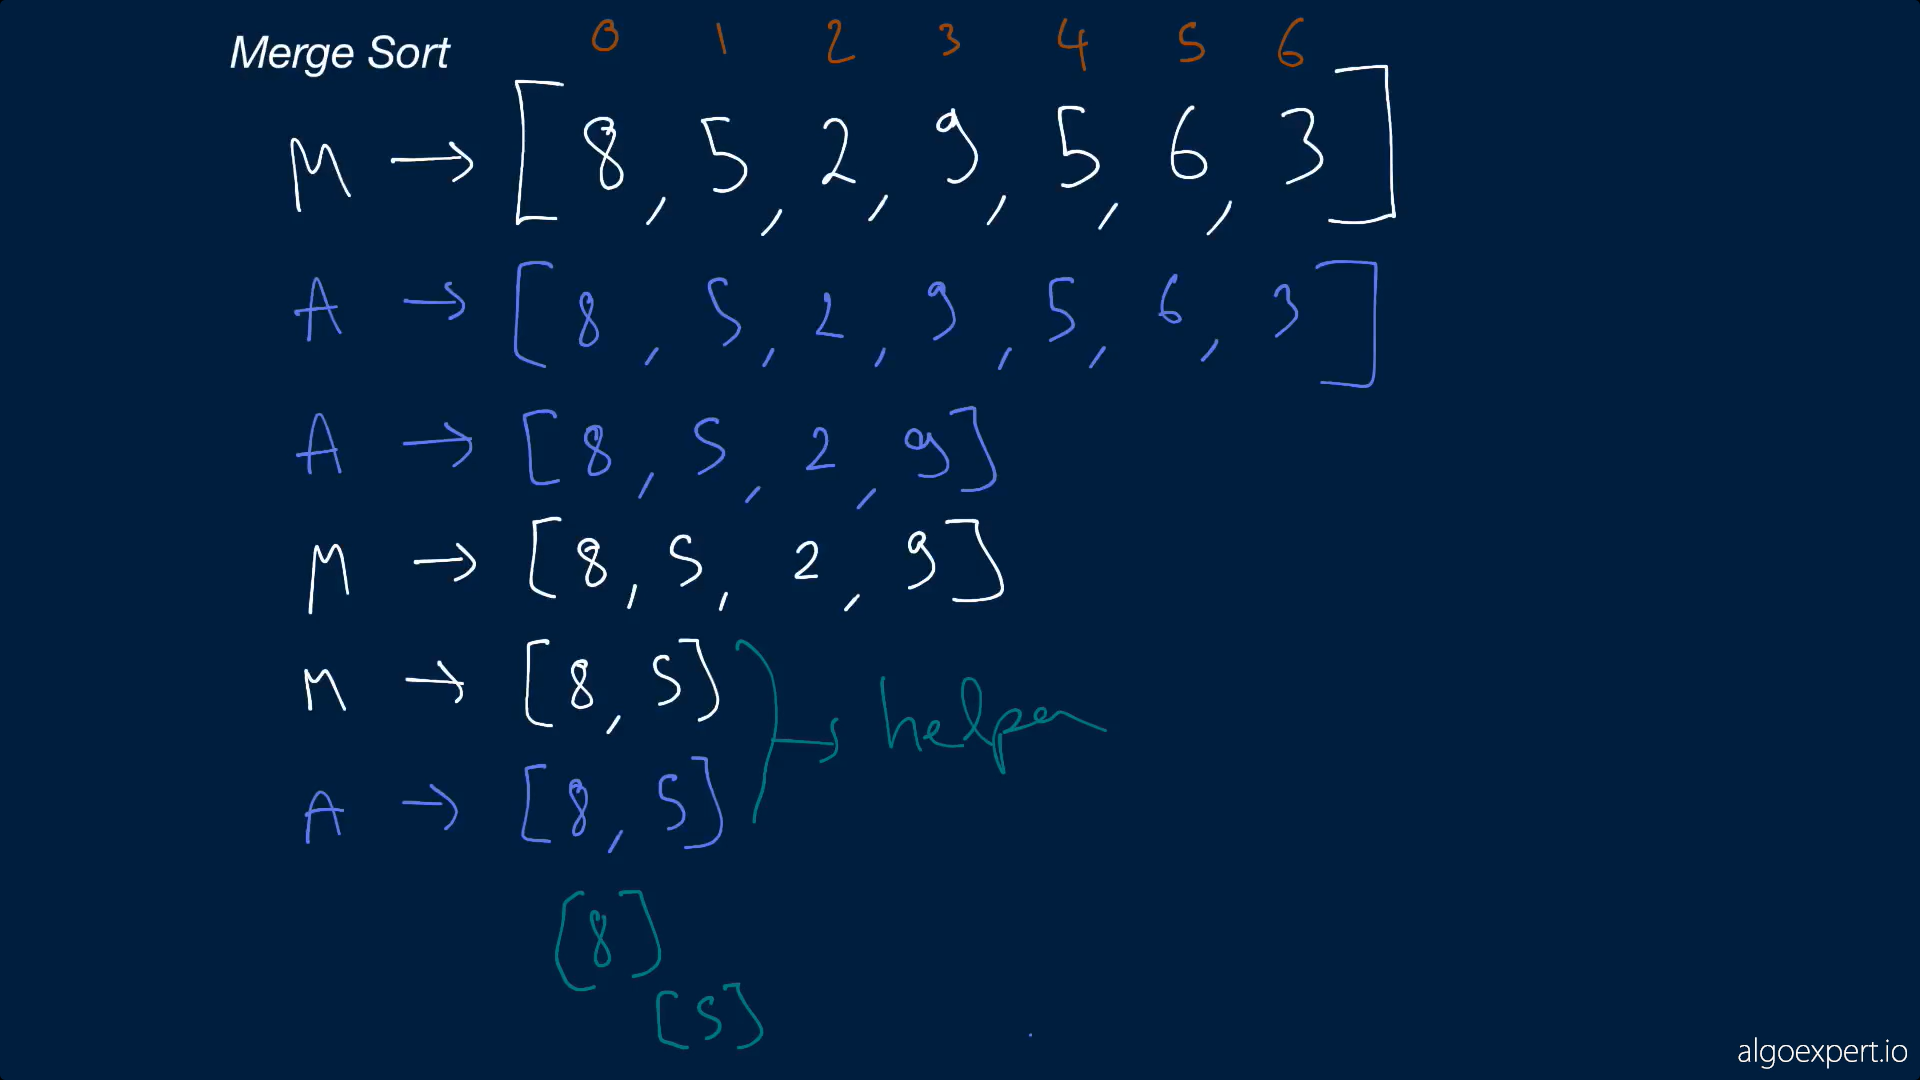 Merge Sort 0 1 2 3 4 5 6
M → [8, 5, 2, 9, 5, 6, 3]
A → [8, 5, 2, 9, 5, 6, 3]
A → [8, 5, 2, 9]
M → [8, 5, 2, 9]
M → [8, 5]
→ helper
A → [8, 5]
[8]
[5]
algoexpert.io